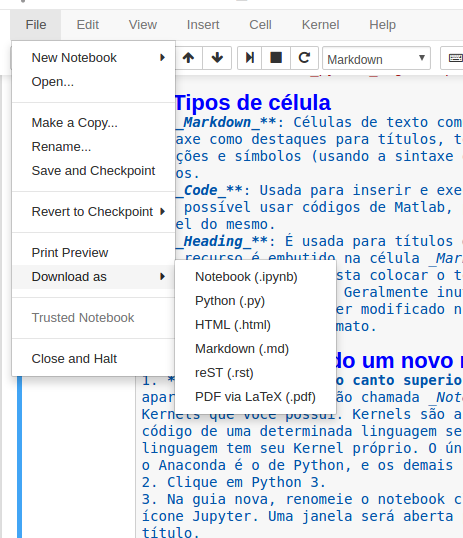 File Edit View Insert Cell Kernel Help
New Notebook
Open...
Make a Copy...
Rename...
Save and Checkpoint
Revert to Checkpoint
Print Preview
Download as
Trusted Notebook
Close and Halt
Notebook (.ipynb)
Python (.py)
HTML (.html)
Markdown (.md)
reST (.rst)
PDF via LaTeX (.pdf)
Markdown
Tipos de célula
_Markdown_**: Células de texto com
axe como destaques para títulos, t
ções e símbolos (usando a sintaxe
os.
_Code_**: Usada para inserir e exe
possível usar códigos de Matlab,
el do mesmo.
_Heading_**: É usada para títulos
recurso é embutido na célula _Mar
sta colocar o t
Geralmente inu
er modificado n
mato.
do um novo
1. * o canto superio
apar ão chamada _Not
Kernels que você possui. Kernels são a
código de uma determinada linguagem se
linguagem tem seu Kernel próprio. O ún
o Anaconda é o de Python, e os demais
2. Clique em Python 3.
3. Na guia nova, renomeie o notebook c
ícone Jupyter. Uma janela será aberta
título.